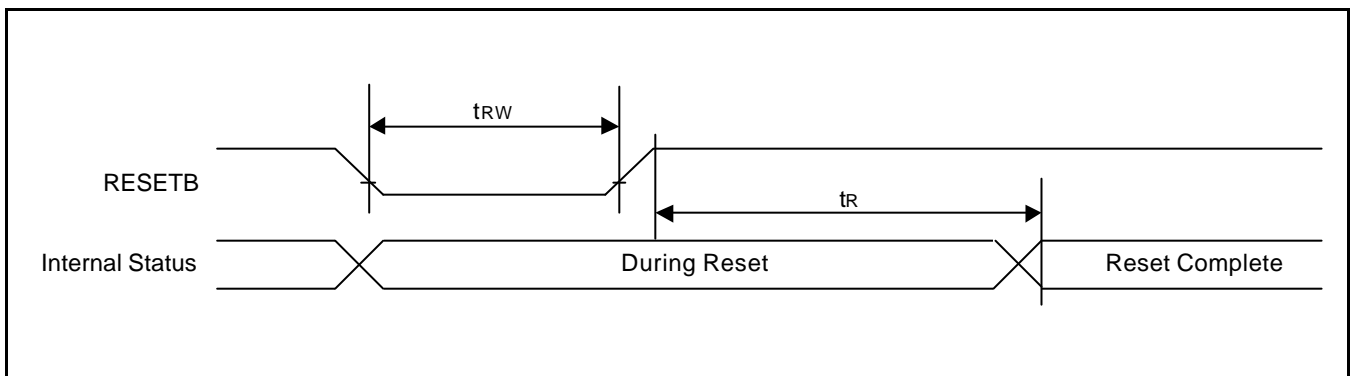 tRW
RESETB
tR
Internal Status
During Reset
Reset Complete